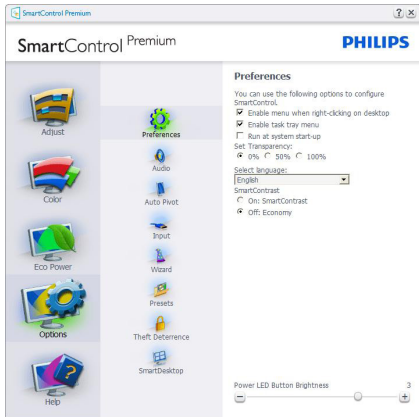 SmartControl Premium
SmartControl Premium
PHILIPS
Adjust
Color
Eco Power
Options
Help
Preferences
Audio
Auto Pivot
Input
Wizard
Presets
Theft Deterrence
SmartDesktop
Preferences
You can use the following options to configure
SmartControl.
Enable menu when right-clicking on desktop
Enable task tray menu
Run at system start-up
Set Transparency:
0% 50% 100%
Select language:
English
SmartContrast
On: SmartContrast
Off: Economy
Power LED Button Brightness 3